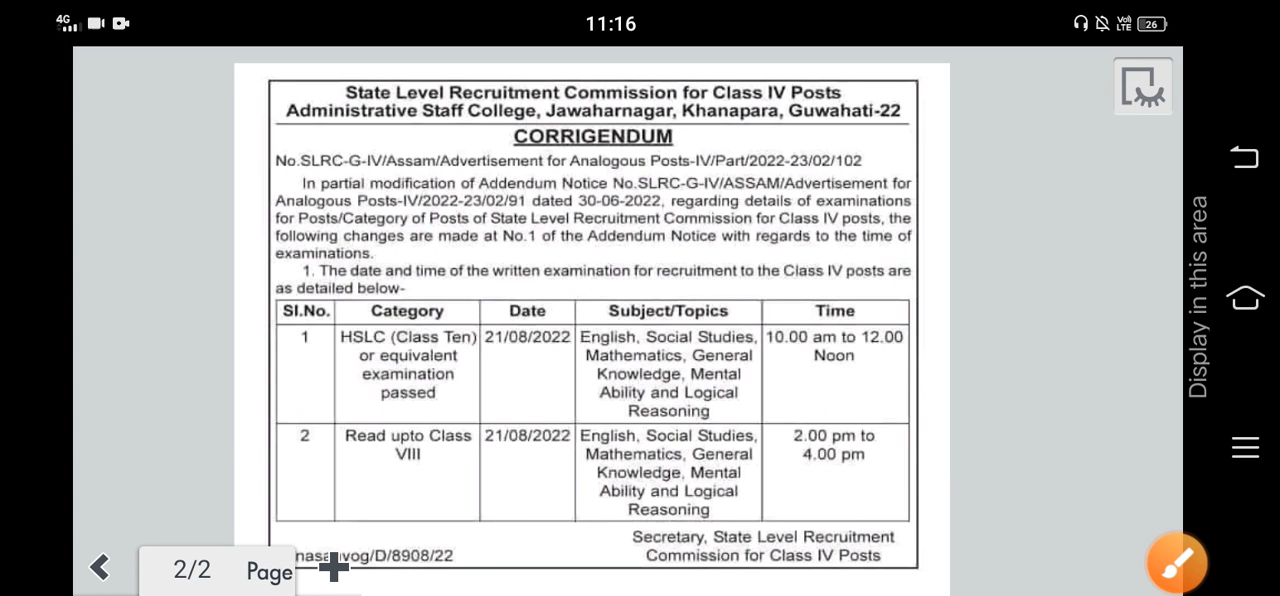 4G
11:16
Vo)
LTE
26
State Level Recruitment Commission for Class IV Posts
Administrative Staff College, Jawaharnagar, Khanapara, Guwahati-22
CORRIGENDUM
No.SLRC-G-IV/Assam/Advertisement for Analogous Posts-IV/Part/2022-23/02/102
In partial modification of Addendum Notice No.SLRC-G-IV/ASSAM/Advertisement for
Analogous Posts-IV/2022-23/02/91 dated 30-06-2022, regarding details of examinations
for Posts/Category of Posts of State Level Recruitment Commission for Class IV posts, the
following changes are made at No.1 of the Addendum Notice with regards to the time of
examinations.
1. The date and time of the written examination for recruitment to the Class IV posts are
as detailed below-
Sl.No. Category Date Subject/Topics Time
1 HSLC (Class Ten) 21/08/2022 English, Social Studies, 10.00 am to 12.00
or equivalent Mathematics, General Noon
examination Knowledge, Mental
passed Ability and Logical
Reasoning
2 Read upto Class 21/08/2022 English, Social Studies, 2.00 pm to
VIII Mathematics, General 4.00 pm
Knowledge, Mental
Ability and Logical
Reasoning
Secretary, State Level Recruitment
Commission for Class IV Posts
/D/8908/22
2/2 Page
Display in this area